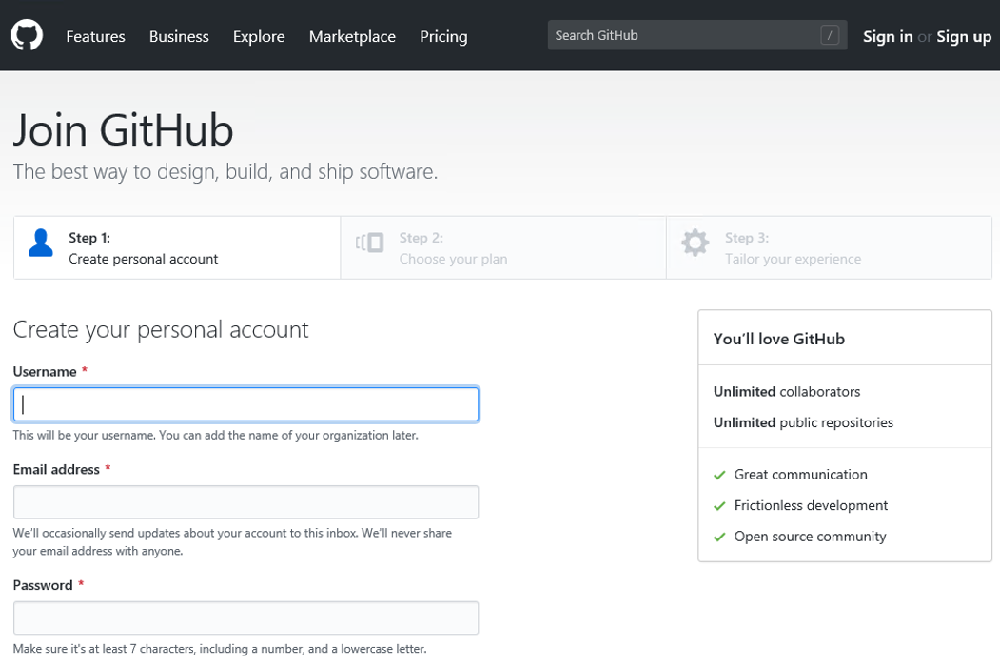 Features Business Explore Marketplace Pricing Search GitHub / Sign in or Sign up
Join GitHub
The best way to design, build, and ship software.
Step 1:
Create personal account
Step 2:
Choose your plan
Step 3:
Tailor your experience
Create your personal account
Username *
This will be your username. You can add the name of your organization later.
Email address *
We'll occasionally send updates about your account to this inbox. We'll never share
your email address with anyone.
Password *
Make sure it's at least 7 characters, including a number, and a lowercase letter.
You'll love GitHub
Unlimited collaborators
Unlimited public repositories
Great communication
Frictionless development
Open source community